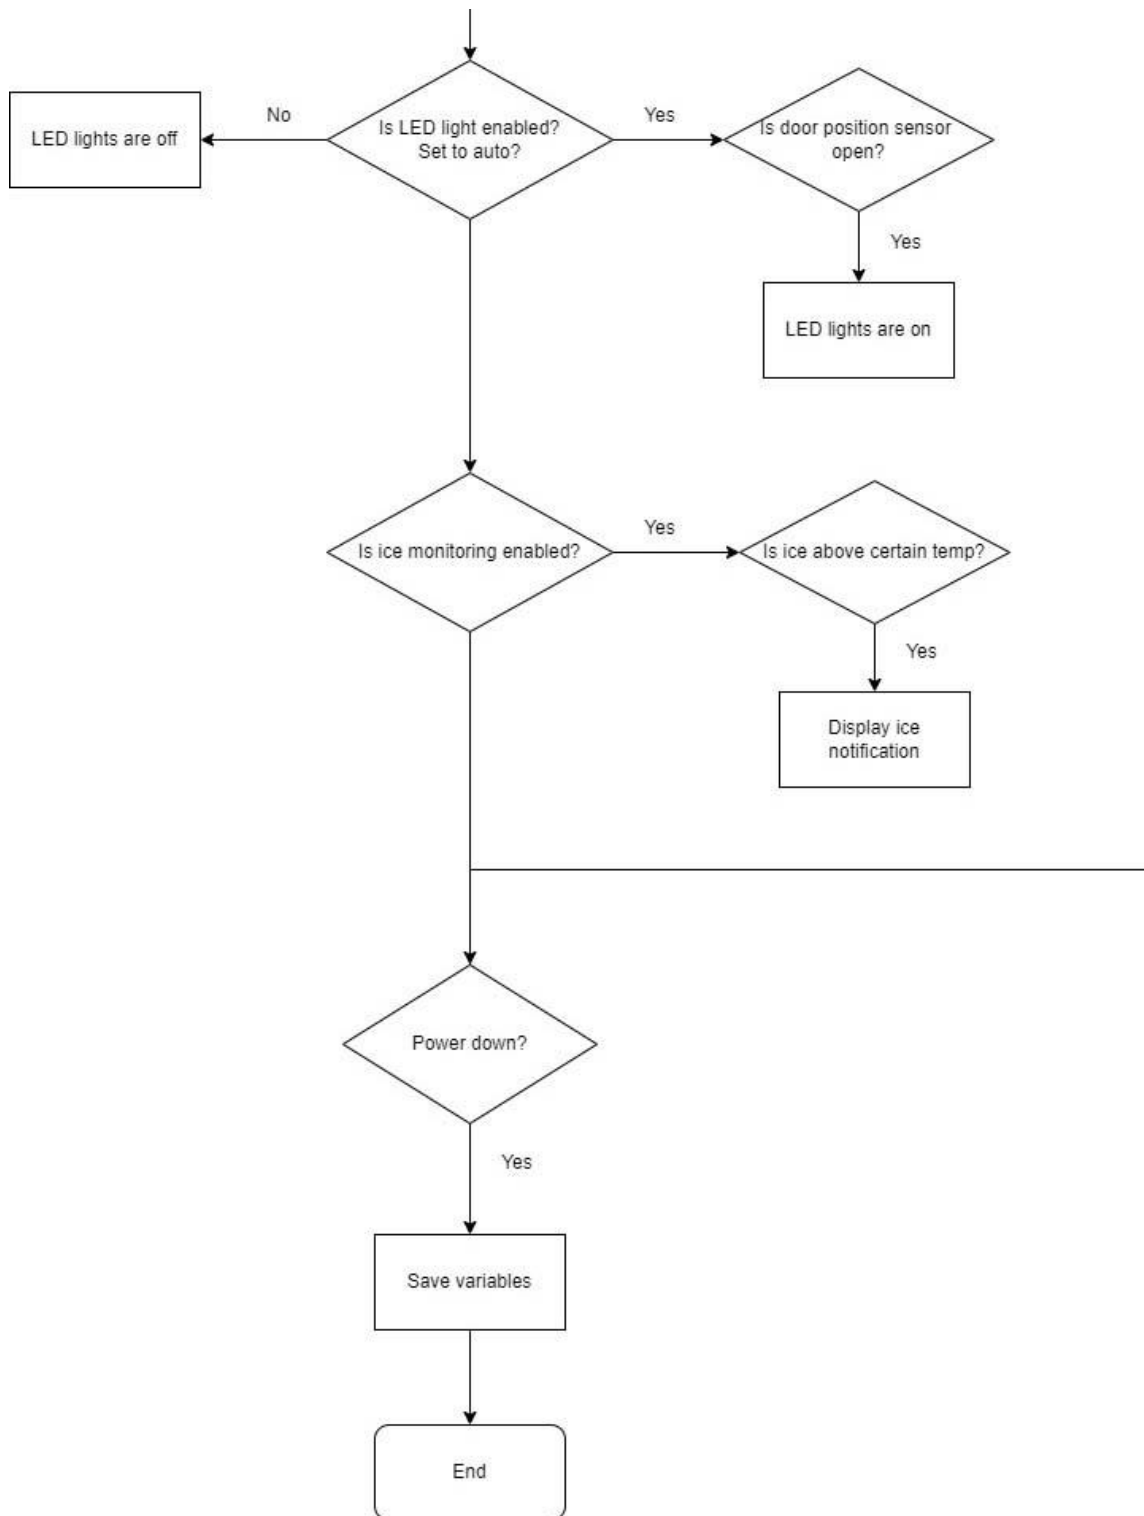 No
Is LED light enabled?
Set to auto?
Yes
Is door position sensor
open?
LED lights are off
Yes
LED lights are on
Is ice monitoring enabled?
Yes
Is ice above certain temp?
Yes
Display ice
notification
Power down?
Yes
Save variables
End